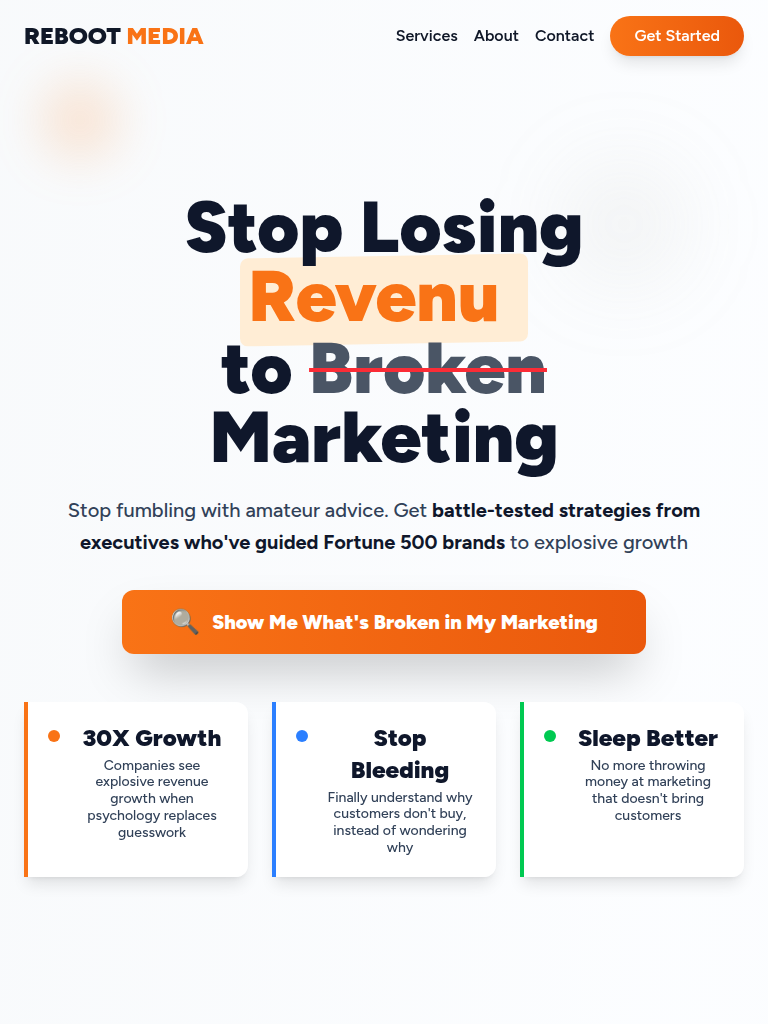 REBOOT MEDIA
Services
About
Contact
Get Started
Stop Losing
Revenu
to Broken
Marketing
Stop fumbling with amateur advice. Get battle-tested strategies from
executives who've guided Fortune 500 brands to explosive growth
🔍 Show Me What's Broken in My Marketing
30X Growth
Companies see
explosive revenue
growth when
psychology replaces
guesswork
Stop
Bleeding
Finally understand why
customers don't buy,
instead of wondering
why
Sleep Better
No more throwing
money at marketing
that doesn't bring
customers